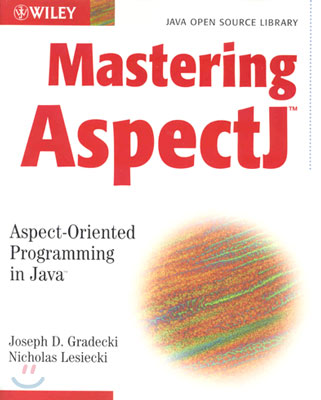 WILEY
JAVA OPEN SOURCE LIBRARY
Mastering
AspectJ™
Aspect-Oriented
Programming
in Java™
Joseph D. Gradecki
Nicholas Lesiecki